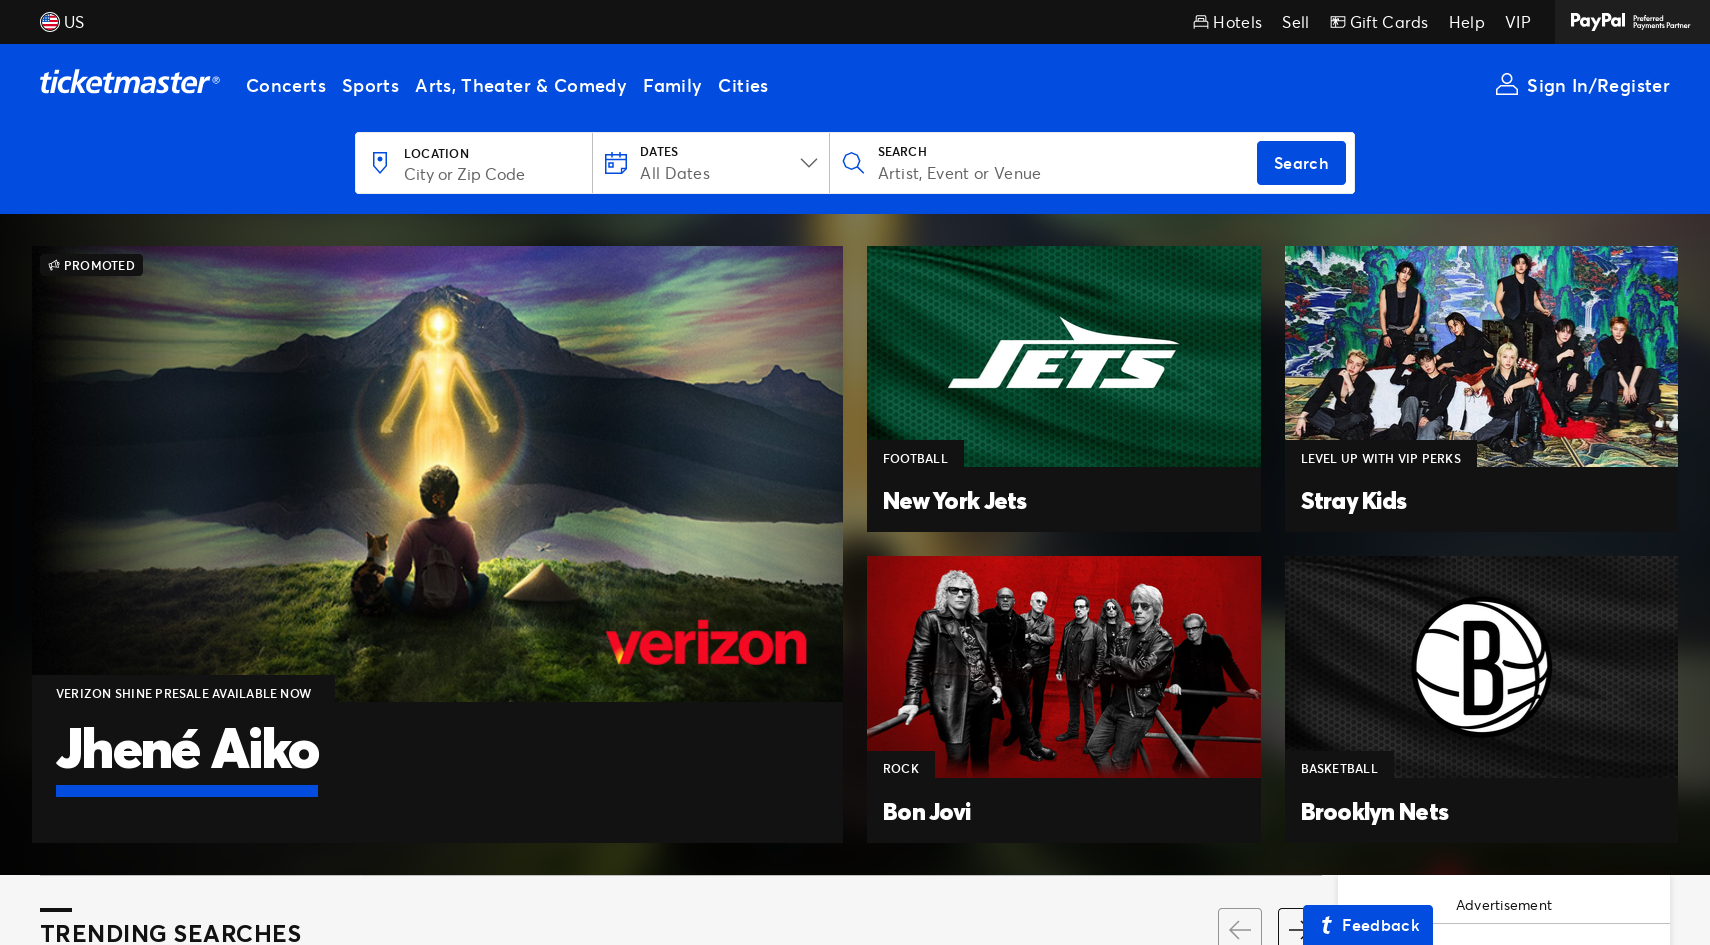 US
Hotels
Sell
Gift Cards
Help
VIP
PayPal
Preferred
Payments Partner
ticketmaster®
Concerts
Sports
Arts, Theater & Comedy
Family
Cities
Sign In/Register
LOCATION
City or Zip Code
DATES
All Dates
SEARCH
Artist, Event or Venue
Search
PROMOTED
verizon
VERIZON SHINE PRESALE AVAILABLE NOW
Jhené Aiko
JETS
FOOTBALL
New York Jets
LEVEL UP WITH VIP PERKS
Stray Kids
ROCK
Bon Jovi
B
BASKETBALL
Brooklyn Nets
TRENDING SEARCHES
Advertisement
t Feedback